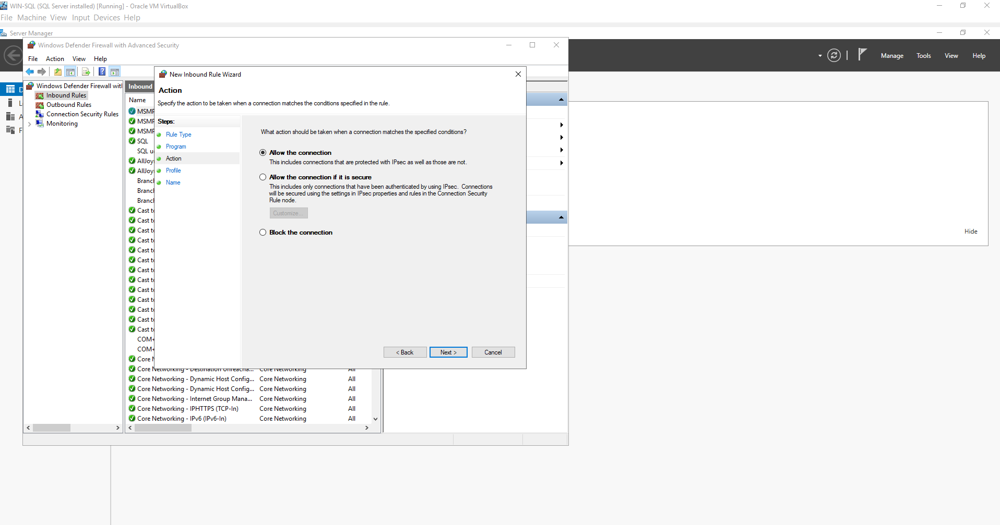 WIN-SQL (SQL Server installed) [Running] - Oracle VM VirtualBox
File Machine View Input Devices Help
Server Manager
Manage Tools View Help
Windows Defender Firewall with Advanced Security
File Action View Help
Windows Defender Firewall wit
Inbound Rules
Outbound Rules
Connection Security Rules
Monitoring
Inbound
Name
MSMP
MSMP
MSMP
SQL
SQL u
AllJoy
AllJoy
Branc
Branc
Branc
Cast t
Cast t
Cast t
Cast t
Cast t
Cast t
Cast t
Cast t
Cast t
Cast t
Cast t
Cast t
Cast t
COM+
COM+
Core N
Core Networking - Destination Unreacha... Core Networking All
Core Networking - Dynamic Host Config... Core Networking All
Core Networking - Dynamic Host Config... Core Networking All
Core Networking - Internet Group Mana... Core Networking All
Core Networking - IPHTTPS (TCP-In) Core Networking All
Core Networking - IPv6 (IPv6-In) Core Networking All
New Inbound Rule Wizard
Action
Specify the action to be taken when a connection matches the conditions specified in the rule.
Steps:
Rule Type
Program
Action
Profile
Name
What action should be taken when a connection matches the specified conditions?
Allow the connection
This includes connections that are protected with IPsec as well as those are not.
Allow the connection if it is secure
This includes only connections that have been authenticated by using IPsec. Connections
will be secured using the settings in IPsec properties and rules in the Connection Security
Rule node.
Customize...
Block the connection
< Back Next > Cancel
Hide